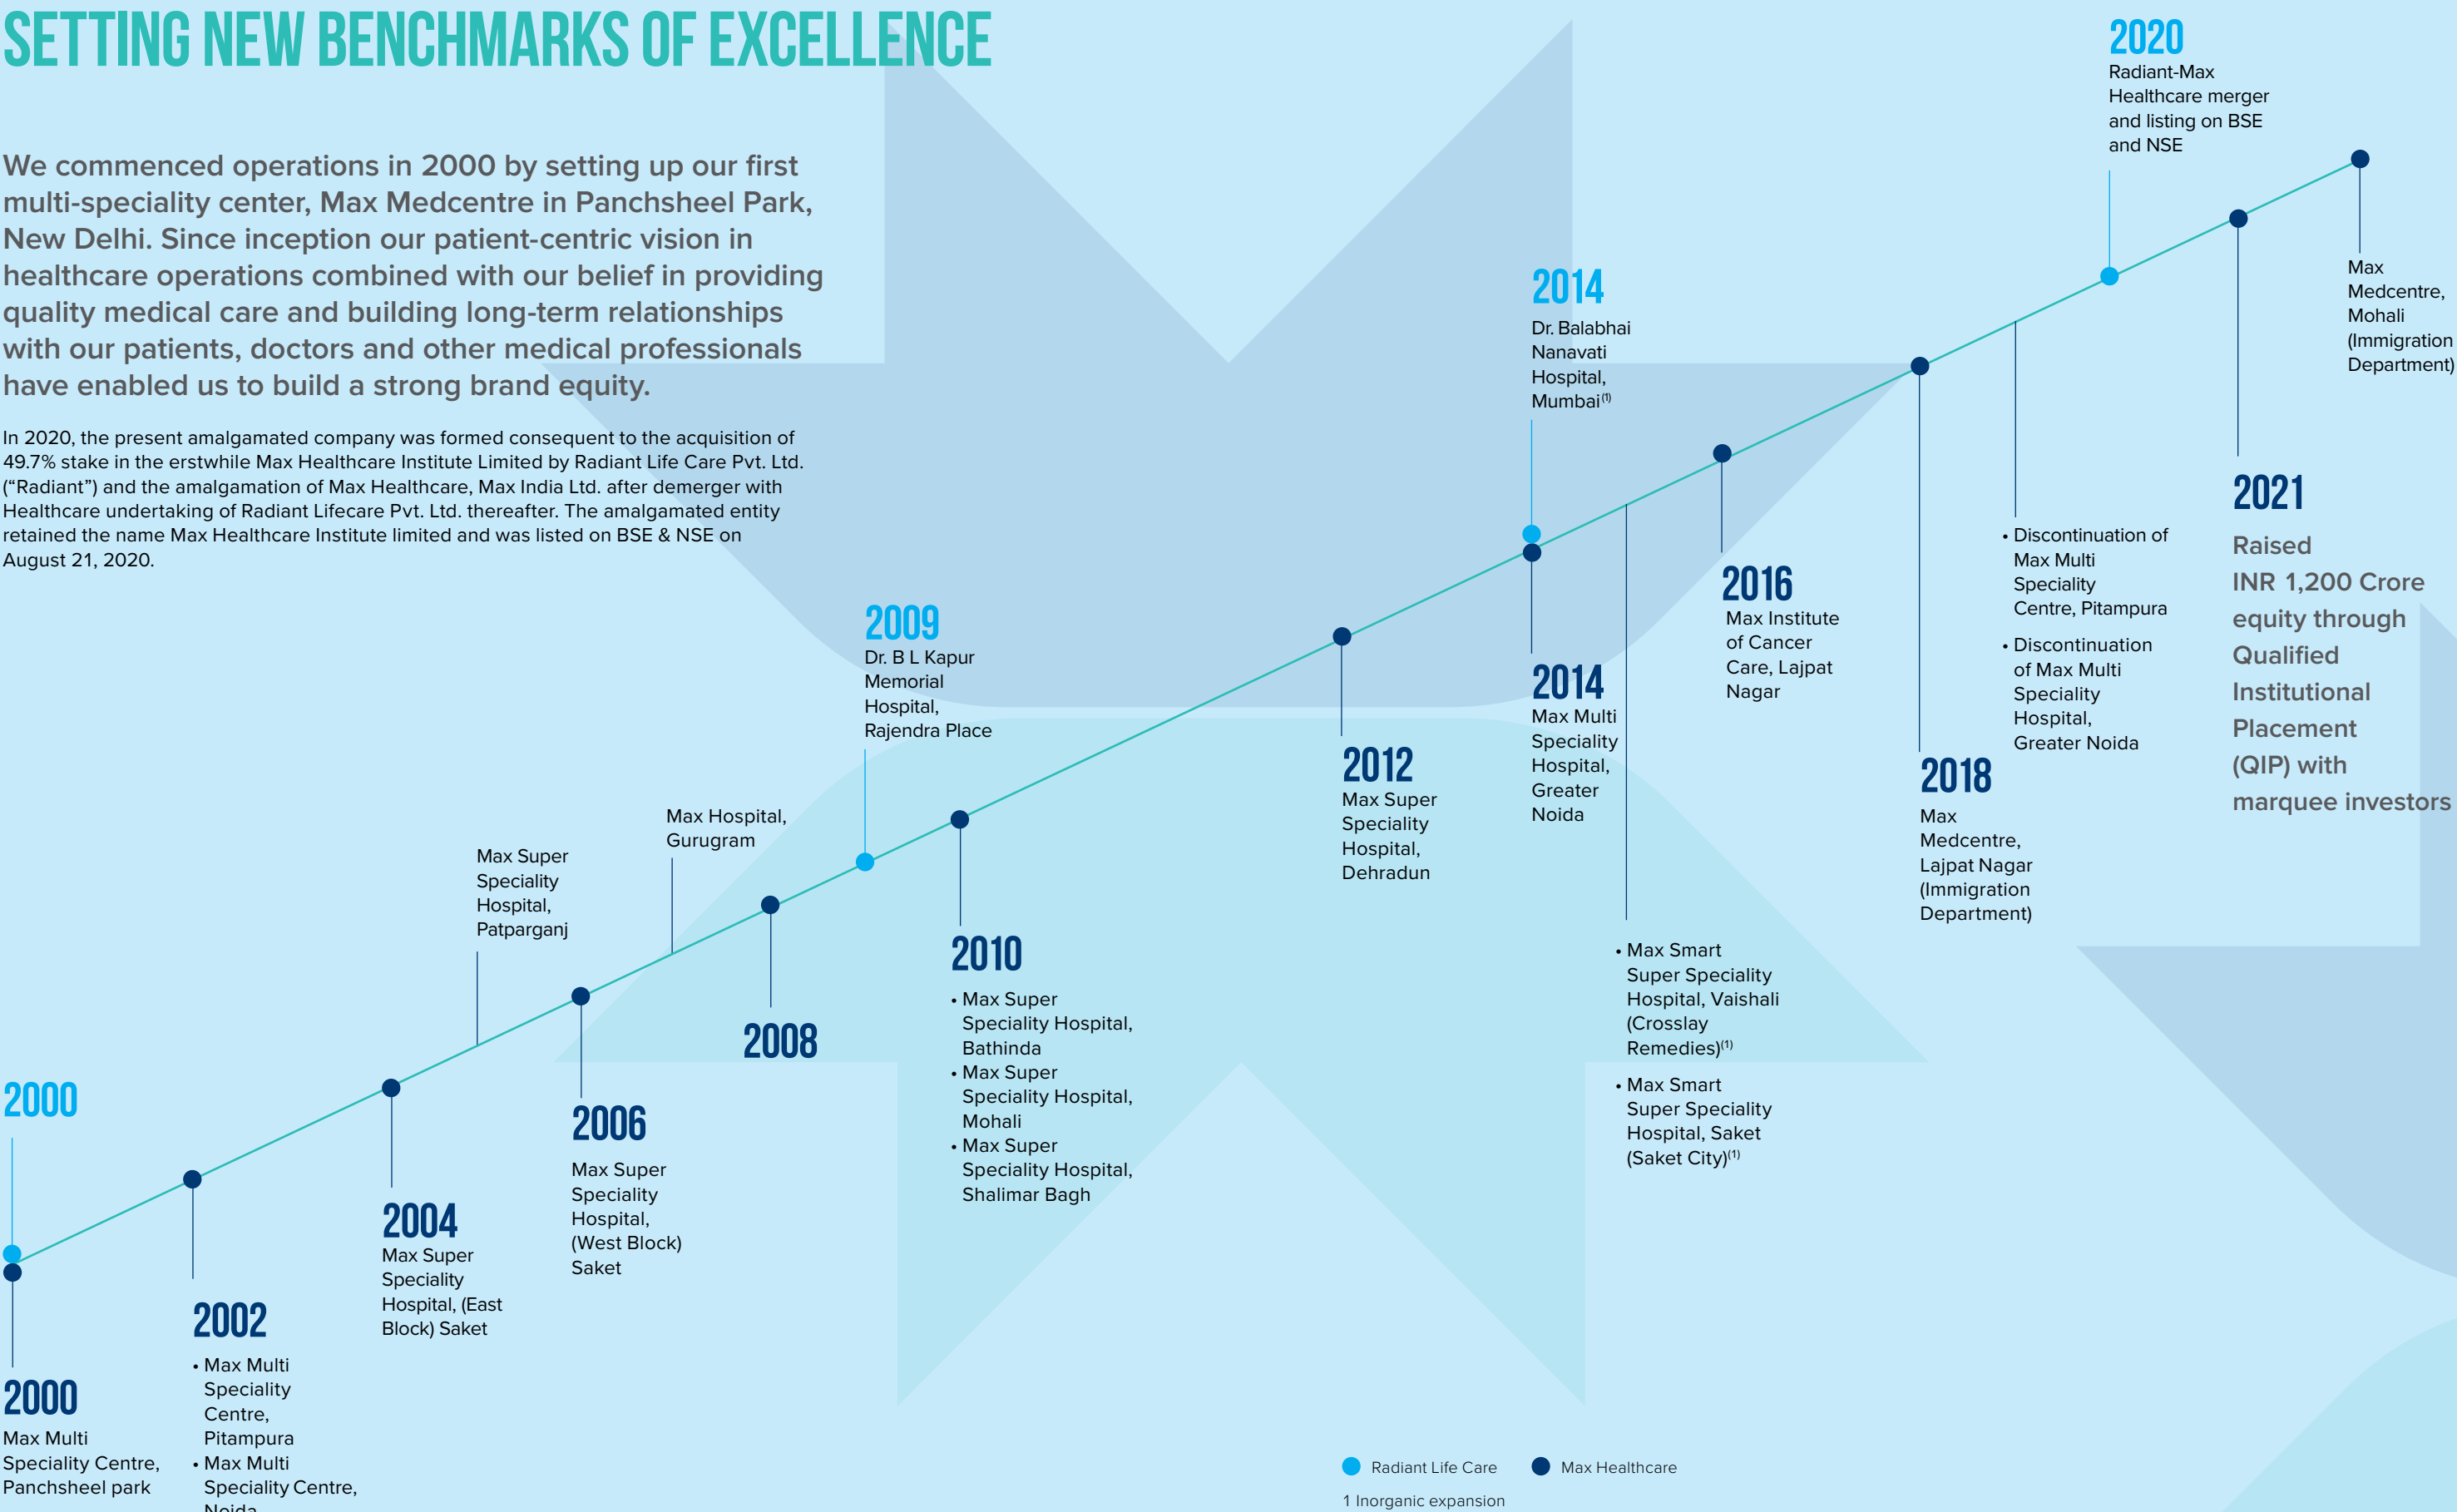 SETTING NEW BENCHMARKS OF EXCELLENCE
We commenced operations in 2000 by setting up our first
multi-speciality center, Max Medcentre in Panchsheel Park,
New Delhi. Since inception our patient-centric vision in
healthcare operations combined with our belief in providing
quality medical care and building long-term relationships
with our patients, doctors and other medical professionals
have enabled us to build a strong brand equity.
In 2020, the present amalgamated company was formed consequent to the acquisition of
49.7% stake in the erstwhile Max Healthcare Institute Limited by Radiant Life Care Pvt. Ltd.
(“Radiant”) and the amalgamation of Max Healthcare, Max India Ltd. after demerger with
Healthcare undertaking of Radiant Lifecare Pvt. Ltd. thereafter. The amalgamated entity
retained the name Max Healthcare Institute limited and was listed on BSE & NSE on
August 21, 2020.
2000
2000
Max Multi
Speciality Centre,
Panchsheel park
2002
• Max Multi
Speciality
Centre,
Pitampura
• Max Multi
Speciality Centre,
Noida
2004
Max Super
Speciality
Hospital, (East
Block) Saket
Max Super
Speciality
Hospital,
Patparganj
2006
Max Super
Speciality
Hospital,
(West Block)
Saket
Max Hospital,
Gurugram
2008
2009
Dr. B L Kapur
Memorial
Hospital,
Rajendra Place
2010
• Max Super
Speciality Hospital,
Bathinda
• Max Super
Speciality Hospital,
Mohali
• Max Super
Speciality Hospital,
Shalimar Bagh
2012
Max Super
Speciality
Hospital,
Dehradun
2014
Dr. Balabhai
Nanavati
Hospital,
Mumbai(1)
2014
Max Multi
Speciality
Hospital,
Greater
Noida
• Max Smart
Super Speciality
Hospital, Vaishali
(Crosslay
Remedies)(1)
• Max Smart
Super Speciality
Hospital, Saket
(Saket City)(1)
2016
Max Institute
of Cancer
Care, Lajpat
Nagar
2018
Max
Medcentre,
Lajpat Nagar
(Immigration
Department)
• Discontinuation of
Max Multi
Speciality
Centre, Pitampura
• Discontinuation
of Max Multi
Speciality
Hospital,
Greater Noida
2020
Radiant-Max
Healthcare merger
and listing on BSE
and NSE
2021
Raised
INR 1,200 Crore
equity through
Qualified
Institutional
Placement
(QIP) with
marquee investors
Max
Medcentre,
Mohali
(Immigration
Department)
Radiant Life Care
Max Healthcare
1 Inorganic expansion